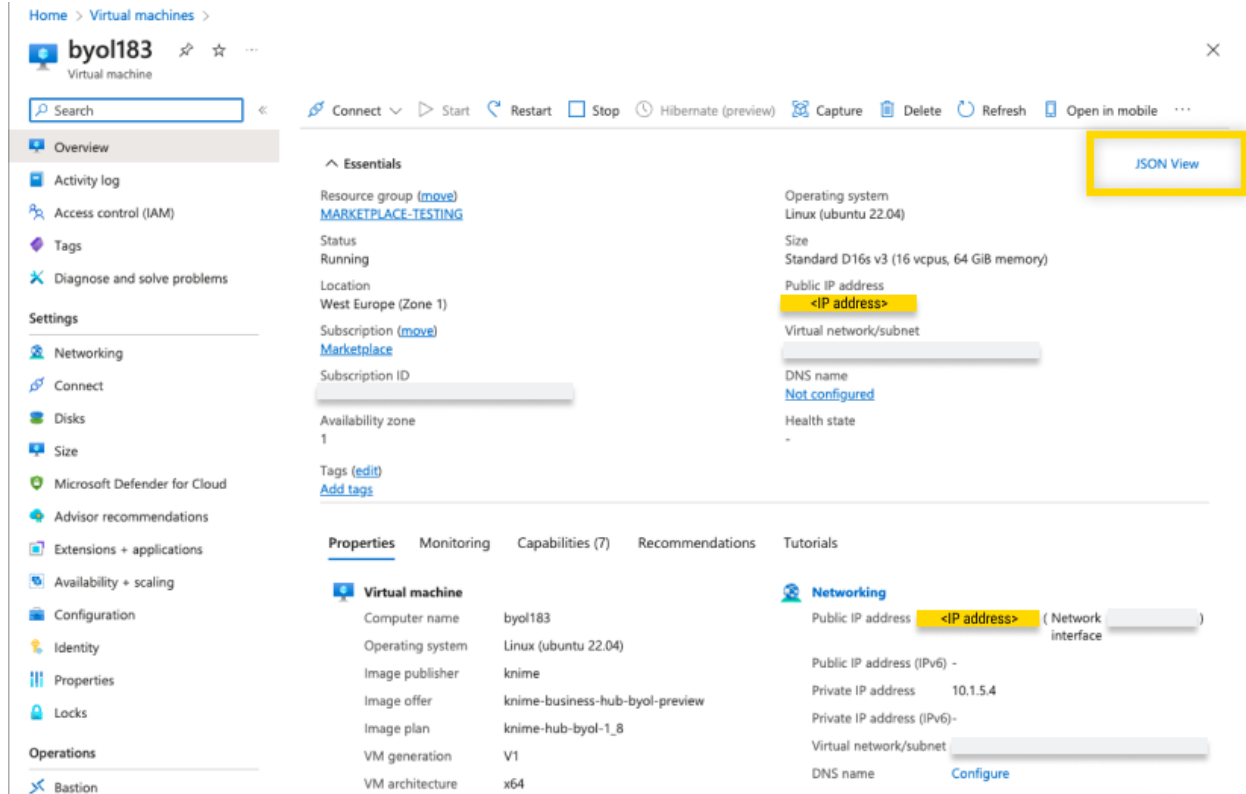 Home > Virtual machines >
byol183
Virtual machine
Search
Overview
Activity log
Access control (IAM)
Tags
Diagnose and solve problems
Settings
Networking
Connect
Disks
Size
Microsoft Defender for Cloud
Advisor recommendations
Extensions + applications
Availability + scaling
Configuration
Identity
Properties
Locks
Operations
Bastion
Connect Start Restart Stop Hibernate (preview) Capture Delete Refresh Open in mobile ...
Essentials
JSON View
Resource group (move)
MARKETPLACE-TESTING
Status
Running
Location
West Europe (Zone 1)
Subscription (move)
Marketplace
Subscription ID
Availability zone
1
Tags (edit)
Add tags
Operating system
Linux (ubuntu 22.04)
Size
Standard D16s v3 (16 vcpus, 64 GiB memory)
Public IP address
<IP address>
Virtual network/subnet
DNS name
Not configured
Health state
-
Properties Monitoring Capabilities (7) Recommendations Tutorials
Virtual machine
Computer name byol183
Operating system Linux (ubuntu 22.04)
Image publisher knime
Image offer knime-business-hub-byol-preview
Image plan knime-hub-byol-1_8
VM generation V1
VM architecture x64
Networking
Public IP address <IP address> ( Network )
interface
Public IP address (IPv6) -
Private IP address 10.1.5.4
Private IP address (IPv6)-
Virtual network/subnet
DNS name Configure